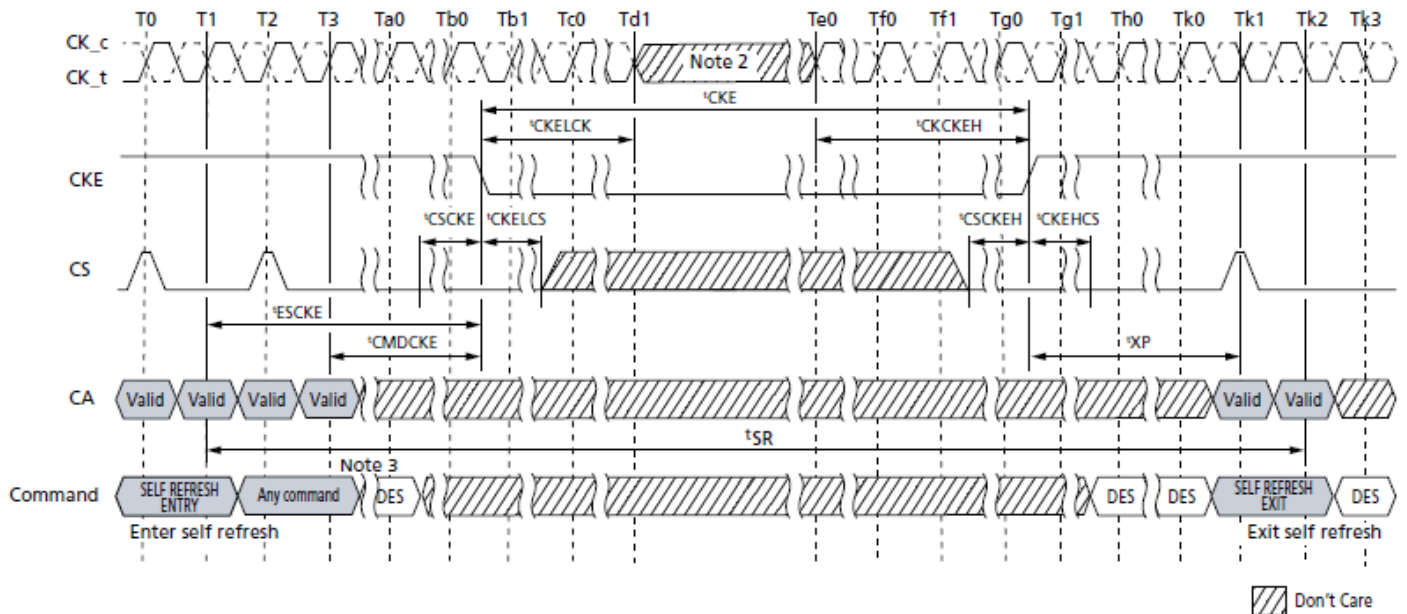 T0 T1 T2 T3 Ta0 Tb0 Tb1 Tc0 Td1 Te0 Tf0 Tf1 Tg0 Tg1 Th0 Tk0 Tk1 Tk2 Tk3
CK_c
CK_t
Note 2
tCKE
tCKELCK tCKCKEH
CKE
tCSCKE tCKELCS tCSCKEH tCKEHCS
CS
tESCKE
tCMDCKE tXP
CA Valid Valid Valid Valid Valid Valid
tSR
Note 3
Command SELF REFRESH ENTRY Any command DES DES DES SELF REFRESH EXIT DES
Enter self refresh Exit self refresh
Don't Care